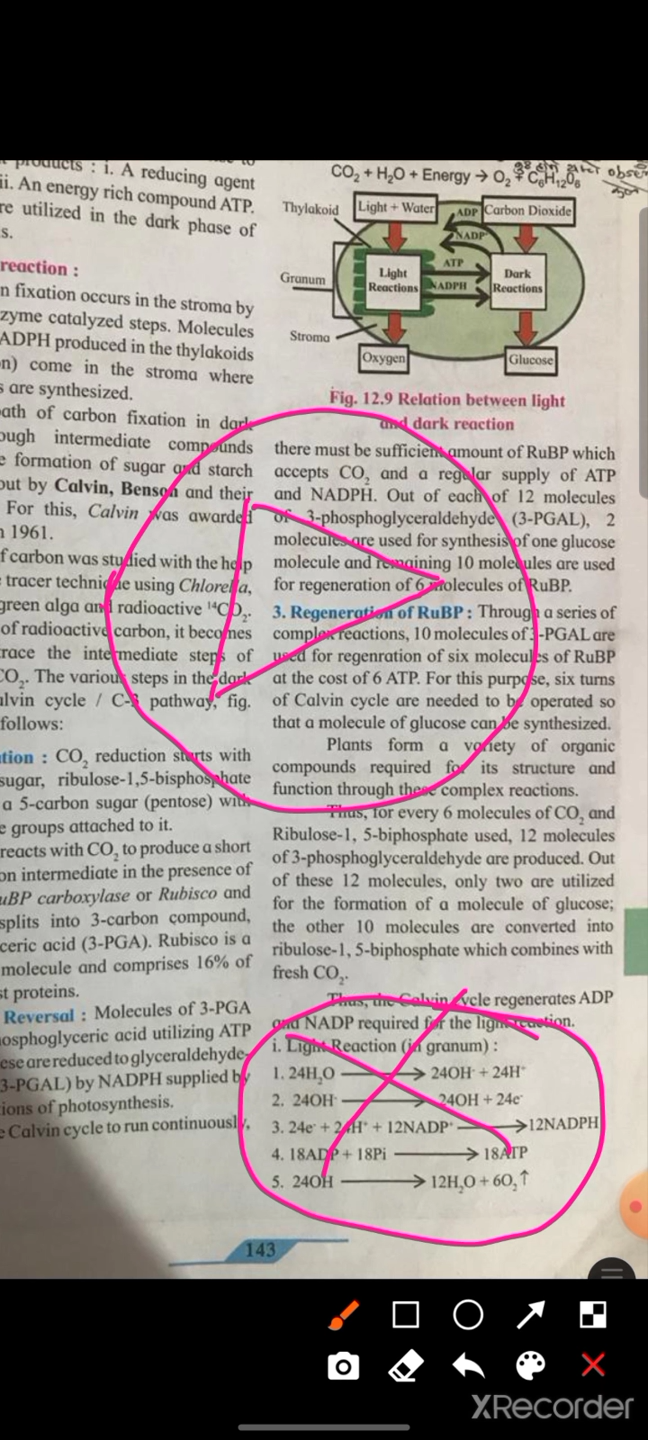 products : i. A reducing agent
ii. An energy rich compound ATP.
re utilized in the dark phase of
s.
reaction :
n fixation occurs in the stroma by
zyme catalyzed steps. Molecules
ADPH produced in the thylakoids
on) come in the stroma where
s are synthesized.
ath of carbon fixation in dark
ough intermediate compounds
e formation of sugar and starch
out by Calvin, Benson and their
For this, Calvin was awarded
n 1961.
f carbon was studied with the help
tracer technique using Chlorella,
green alga and radioactive ¹⁴CO₂.
of radioactive carbon, it becomes
race the intermediate steps of
CO₂. The various steps in the dark
alvin cycle / C-3 pathway, fig.
follows:
ation : CO₂ reduction starts with
sugar, ribulose-1,5-bisphosphate
a 5-carbon sugar (pentose) with
e groups attached to it.
reacts with CO₂ to produce a short
on intermediate in the presence of
uBP carboxylase or Rubisco and
splits into 3-carbon compound,
ceric acid (3-PGA). Rubisco is a
molecule and comprises 16% of
st proteins.
Reversal : Molecules of 3-PGA
osphoglyceric acid utilizing ATP
ese are reduced to glyceraldehyde-
3-PGAL) by NADPH supplied by
tions of photosynthesis.
e Calvin cycle to run continuously,
CO₂ + H₂O + Energy → O₂ + C₆H₁₂O₆
Thylakoid
Light + Water
ADP
Carbon Dioxide
NADP
ATP
Granum
Light
Reactions
NADPH
Dark
Reactions
Stroma
Oxygen
Glucose
Fig. 12.9 Relation between light
and dark reaction
there must be sufficient amount of RuBP which
accepts CO₂ and a regular supply of ATP
and NADPH. Out of each of 12 molecules
of 3-phosphoglyceraldehyde (3-PGAL), 2
molecules are used for synthesis of one glucose
molecule and remaining 10 molecules are used
for regeneration of 6 molecules of RuBP.
3. Regeneration of RuBP : Through a series of
complex reactions, 10 molecules of 3-PGAL are
used for regenration of six molecules of RuBP
at the cost of 6 ATP. For this purpose, six turns
of Calvin cycle are needed to be operated so
that a molecule of glucose can be synthesized.
Plants form a variety of organic
compounds required for its structure and
function through these complex reactions.
Thus, for every 6 molecules of CO₂ and
Ribulose-1, 5-biphosphate used, 12 molecules
of 3-phosphoglyceraldehyde are produced. Out
of these 12 molecules, only two are utilized
for the formation of a molecule of glucose;
the other 10 molecules are converted into
ribulose-1, 5-biphosphate which combines with
fresh CO₂.
Thus, the Calvin cycle regenerates ADP
and NADP required for the light reaction.
i. Light Reaction (in granum) :
1. 24H₂O ⟶ 24OH⁻ + 24H⁺
2. 24OH⁻ ⟶ 24OH + 24e⁻
3. 24e⁻ + 24H⁺ + 12NADP⁺ ⟶ 12NADPH
4. 18ADP + 18Pi ⟶ 18ATP
5. 24OH ⟶ 12H₂O + 6O₂↑
143
XRecorder